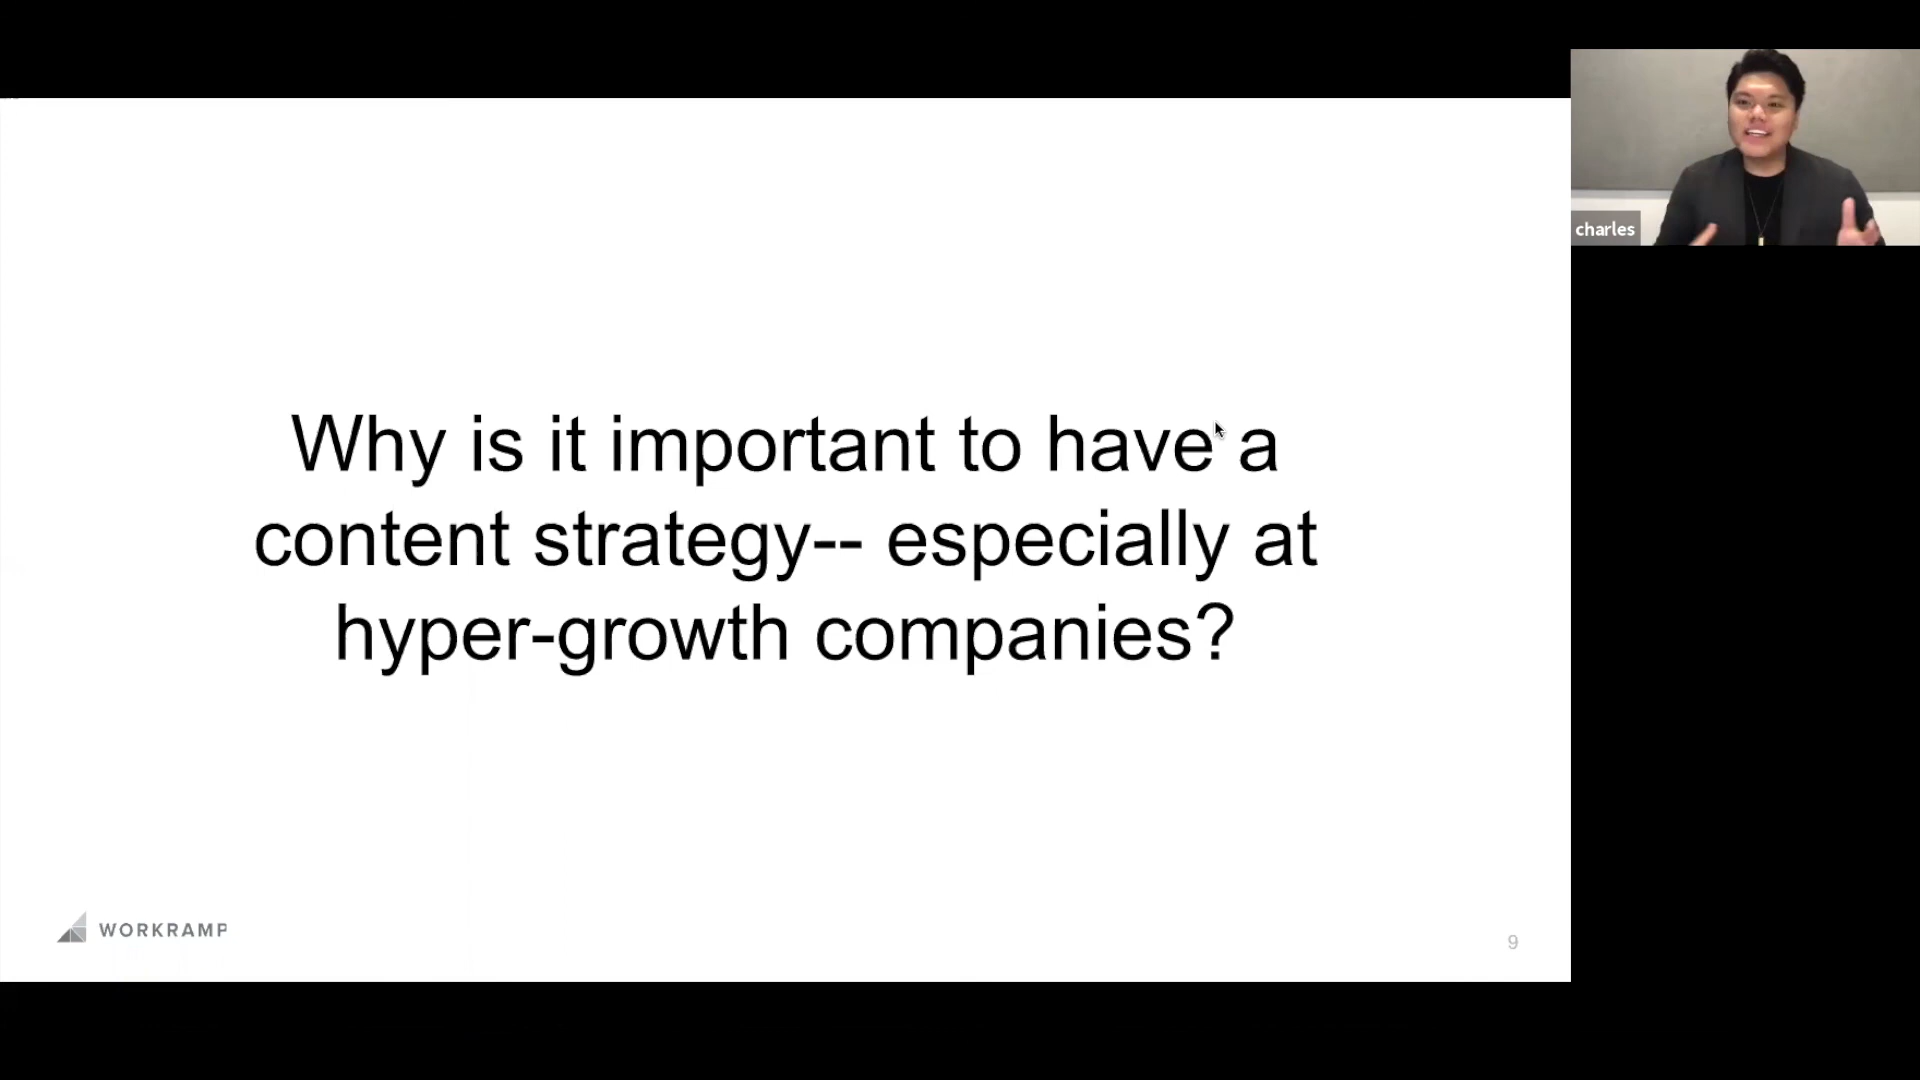 Why is it important to have a
content strategy-- especially at
hyper-growth companies?
WORKRAMP
9
charles